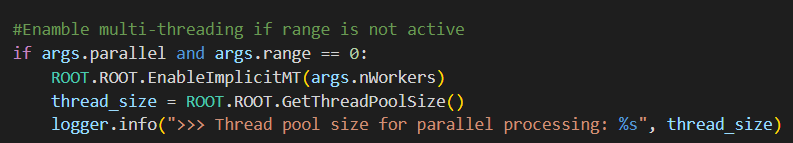 #Enamble multi-threading if range is not active
if args.parallel and args.range == 0:
    ROOT.ROOT.EnableImplicitMT(args.nWorkers)
    thread_size = ROOT.ROOT.GetThreadPoolSize()
    logger.info(">>> Thread pool size for parallel processing: %s", thread_size)